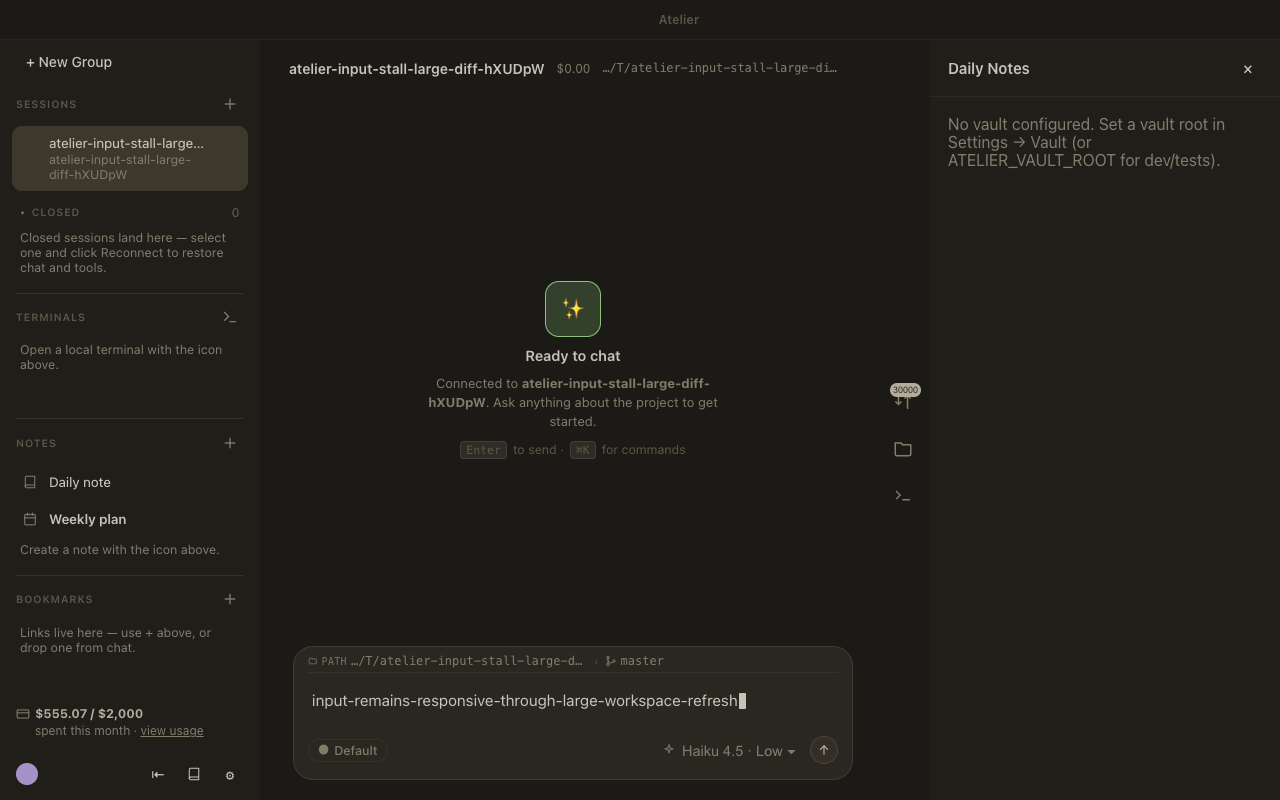 Atelier
+ New Group
SESSIONS
atelier-input-stall-large...
atelier-input-stall-large-
diff-hXUDpW
CLOSED
0
Closed sessions land here — select
one and click Reconnect to restore
chat and tools.
TERMINALS
Open a local terminal with the icon
above.
NOTES
Daily note
Weekly plan
Create a note with the icon above.
BOOKMARKS
Links live here — use + above, or
drop one from chat.
$555.07 / $2,000
spent this month · view usage
atelier-input-stall-large-diff-hXUDpW $0.00 …/T/atelier-input-stall-large-di…
Ready to chat
Connected to atelier-input-stall-large-diff-
hXUDpW. Ask anything about the project to get
started.
Enter to send · ⌘K for commands
30000
PATH …/T/atelier-input-stall-large-d… › master
input-remains-responsive-through-large-workspace-refresh
Default
Haiku 4.5 · Low
Daily Notes
×
No vault configured. Set a vault root in
Settings → Vault (or
ATELIER_VAULT_ROOT for dev/tests).